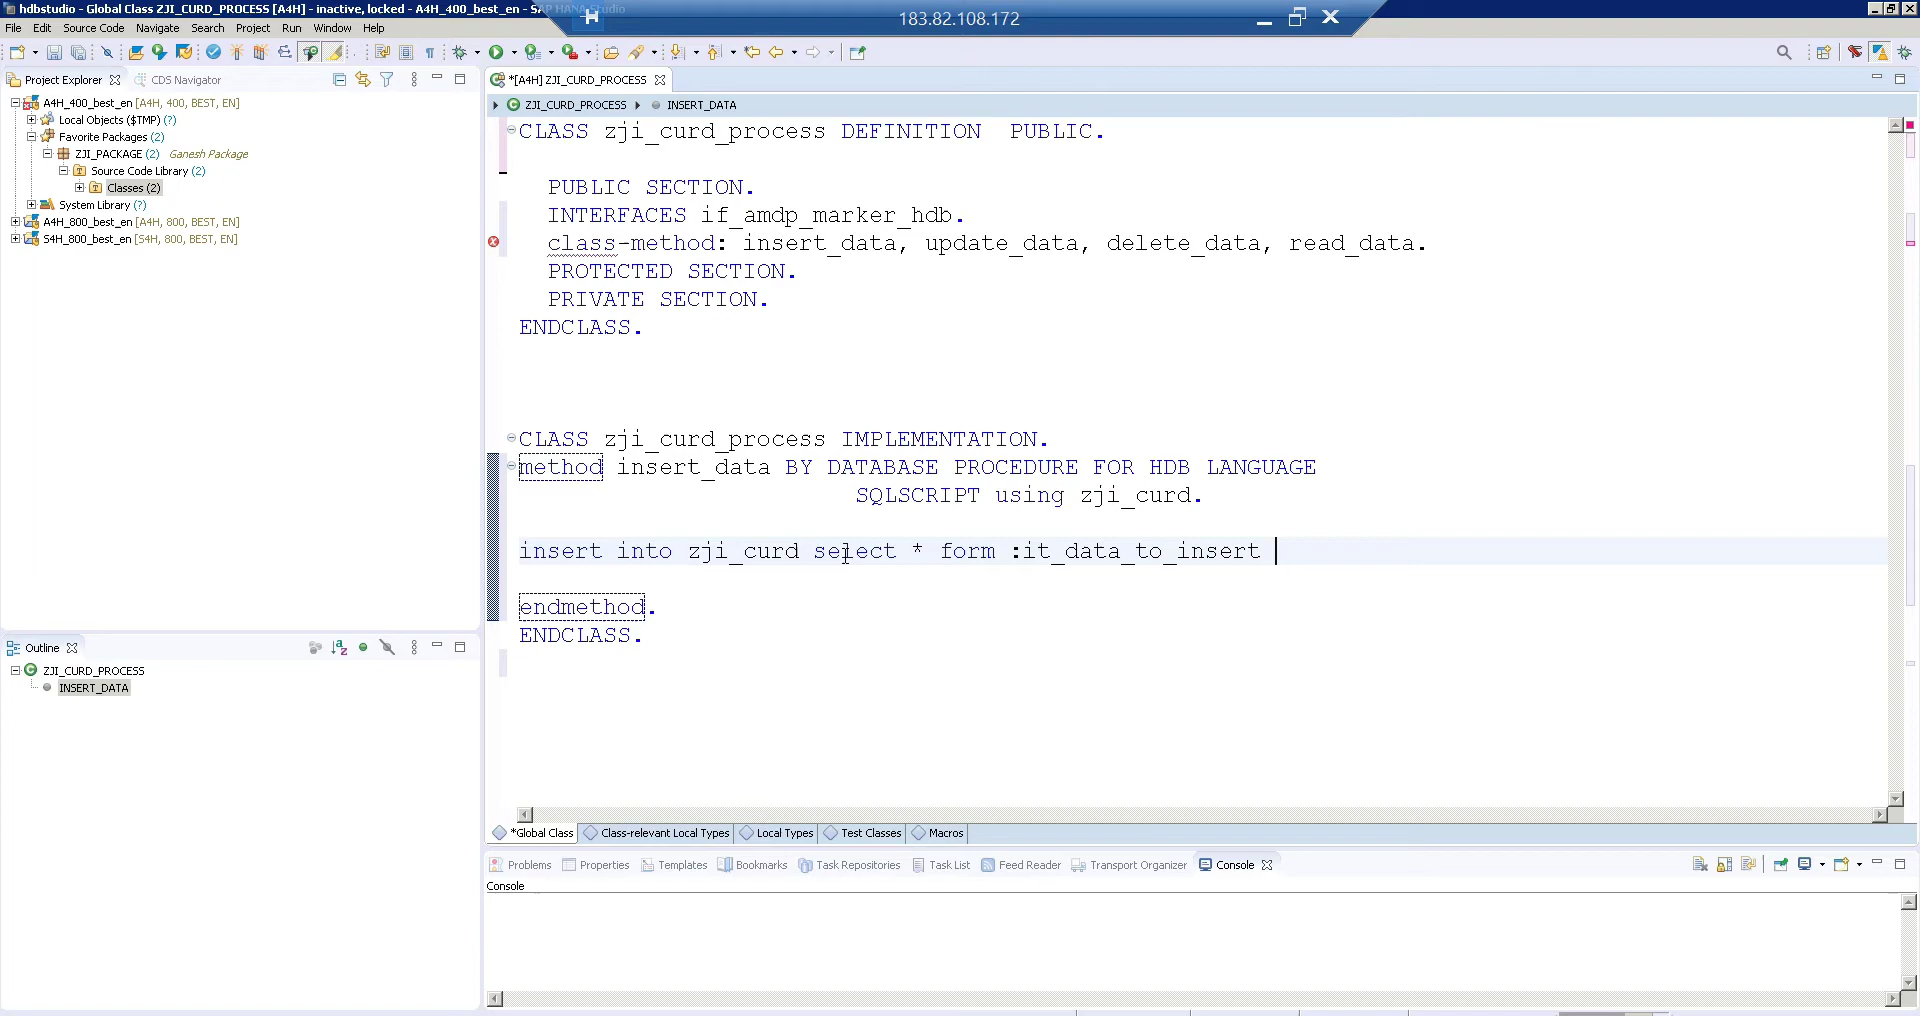 hdbstudio - Global Class ZJI_CURD_PROCESS [A4H] - inactive, locked - A4H_400_best_en - SAP HANA Studio
183.82.108.172
File Edit Source Code Navigate Search Project Run Window Help
Project Explorer CDS Navigator
A4H_400_best_en [A4H, 400, BEST, EN]
Local Objects ($TMP) (?)
Favorite Packages (2)
ZJI_PACKAGE (2) Ganesh Package
Source Code Library (2)
Classes (2)
System Library (?)
A4H_800_best_en [A4H, 800, BEST, EN]
S4H_800_best_en [S4H, 800, BEST, EN]
Outline
ZJI_CURD_PROCESS
INSERT_DATA
*[A4H] ZJI_CURD_PROCESS
ZJI_CURD_PROCESS INSERT_DATA
CLASS zji_curd_process DEFINITION PUBLIC.
PUBLIC SECTION.
INTERFACES if_amdp_marker_hdb.
class-method: insert_data, update_data, delete_data, read_data.
PROTECTED SECTION.
PRIVATE SECTION.
ENDCLASS.
CLASS zji_curd_process IMPLEMENTATION.
method insert_data BY DATABASE PROCEDURE FOR HDB LANGUAGE
SQLSCRIPT using zji_curd.
insert into zji_curd select * form :it_data_to_insert
endmethod.
ENDCLASS.
*Global Class Class-relevant Local Types Local Types Test Classes Macros
Problems Properties Templates Bookmarks Task Repositories Task List Feed Reader Transport Organizer Console
Console